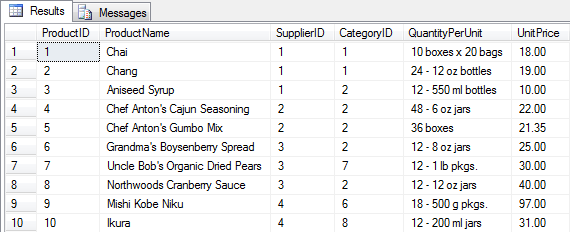 Results Messages
ProductID ProductName SupplierID CategoryID QuantityPerUnit UnitPrice
1 1 Chai 1 1 10 boxes x 20 bags 18.00
2 2 Chang 1 1 24 - 12 oz bottles 19.00
3 3 Aniseed Syrup 1 2 12 - 550 ml bottles 10.00
4 4 Chef Anton's Cajun Seasoning 2 2 48 - 6 oz jars 22.00
5 5 Chef Anton's Gumbo Mix 2 2 36 boxes 21.35
6 6 Grandma's Boysenberry Spread 3 2 12 - 8 oz jars 25.00
7 7 Uncle Bob's Organic Dried Pears 3 7 12 - 1 lb pkgs. 30.00
8 8 Northwoods Cranberry Sauce 3 2 12 - 12 oz jars 40.00
9 9 Mishi Kobe Niku 4 6 18 - 500 g pkgs. 97.00
10 10 Ikura 4 8 12 - 200 ml jars 31.00